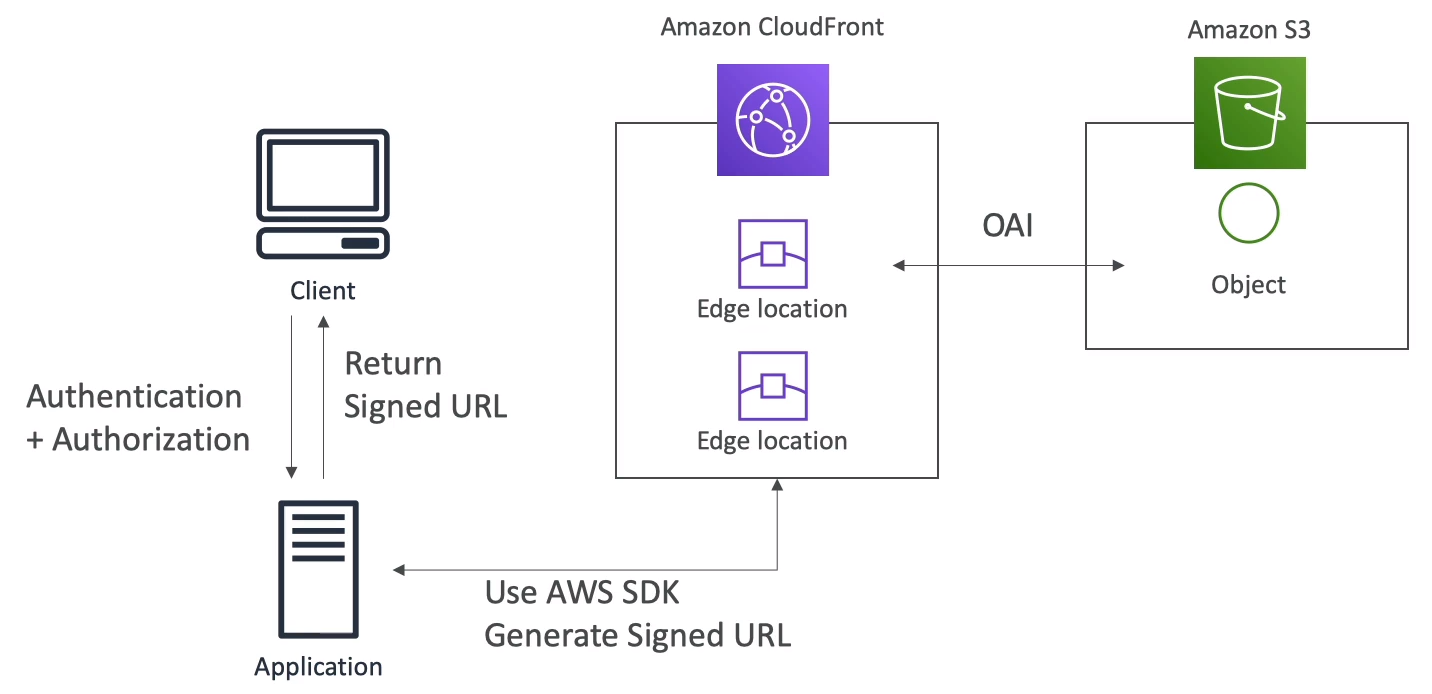 Amazon CloudFront
Amazon S3
Client
OAI
Object
Edge location
Edge location
Authentication
+ Authorization
Return
Signed URL
Use AWS SDK
Generate Signed URL
Application